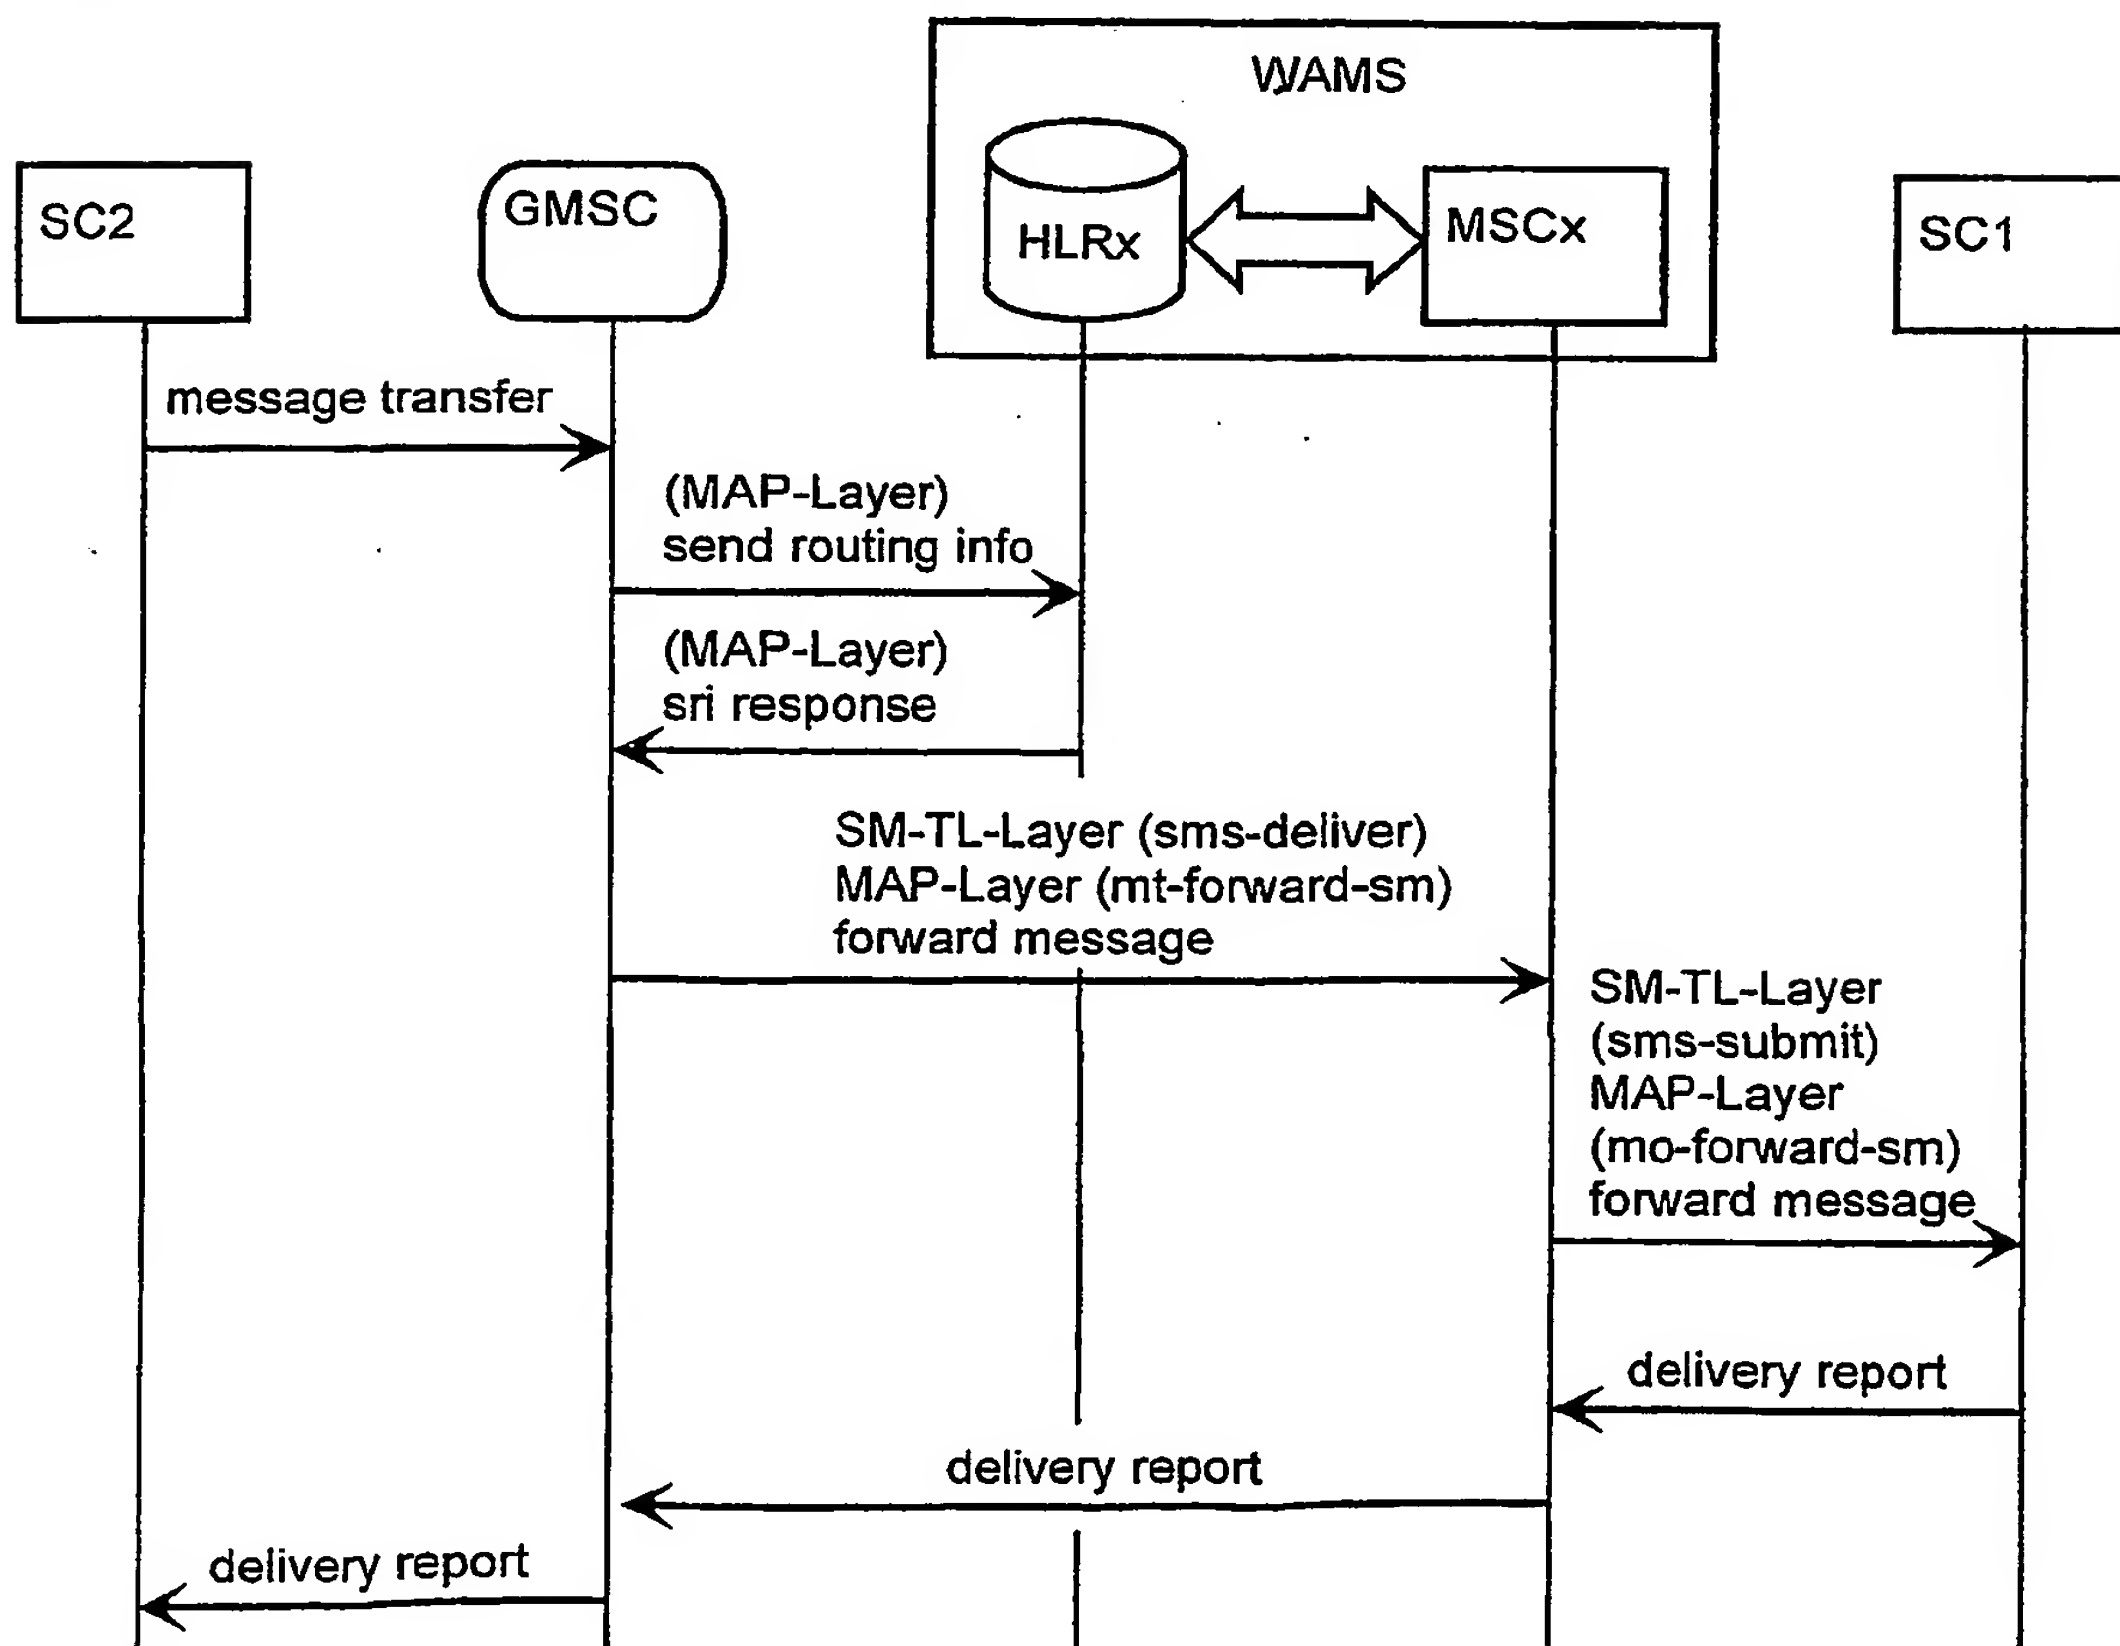 WAMS
SC2
GMSC
HLRx
MSCx
SC1
message transfer
(MAP-Layer)
send routing info
(MAP-Layer)
sri response
SM-TL-Layer (sms-deliver)
MAP-Layer (mt-forward-sm)
forward message
SM-TL-Layer
(sms-submit)
MAP-Layer
(mo-forward-sm)
forward message
delivery report
delivery report
delivery report